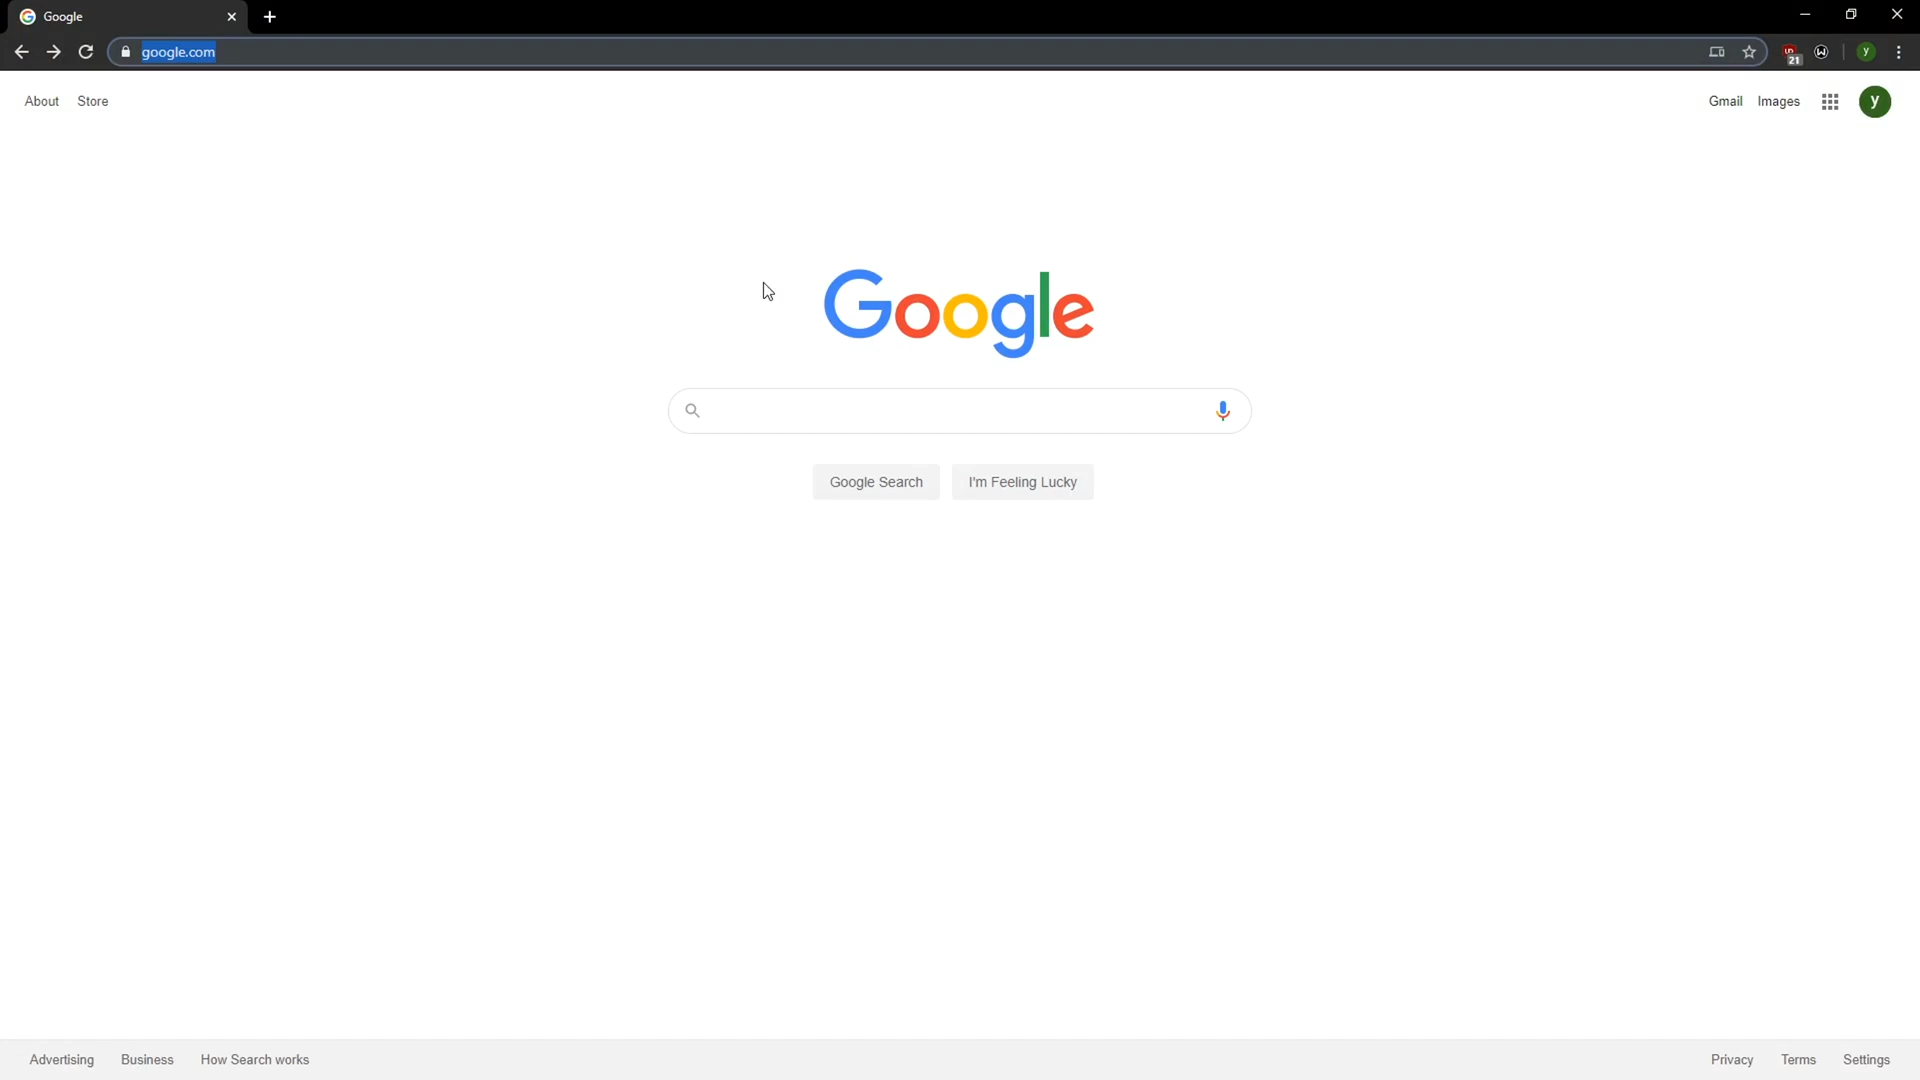 Google
google.com
21
y
About Store
Gmail Images
y
Google
Google Search I'm Feeling Lucky
Advertising Business How Search works
Privacy Terms Settings